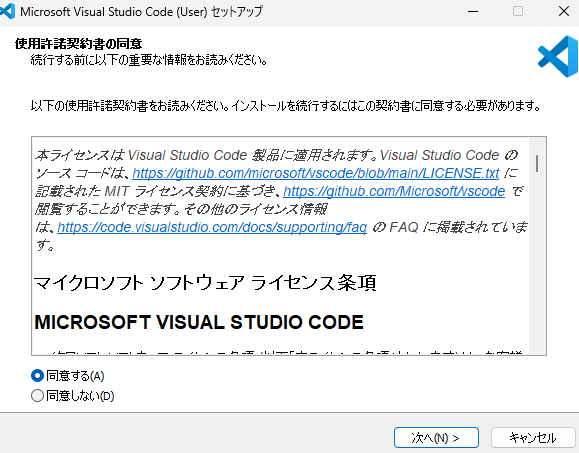 Microsoft Visual Studio Code (User) セットアップ
使用許諾契約書の同意
続行する前に以下の重要な情報をお読みください。
以下の使用許諾契約書をお読みください。インストールを続行するにはこの契約書に同意する必要があります。
本ライセンスは Visual Studio Code 製品に適用されます。Visual Studio Code の
ソース コードは、https://github.com/microsoft/vscode/blob/main/LICENSE.txt に
記載された MIT ライセンス契約に基づき、https://github.com/Microsoft/vscode で
閲覧することができます。その他のライセンス情報
は、https://code.visualstudio.com/docs/supporting/faq の FAQ に掲載されていま
す。
マイクロソフト ソフトウェア ライセンス条項
MICROSOFT VISUAL STUDIO CODE
同意する(A)
同意しない(D)
次へ(N) >
キャンセル